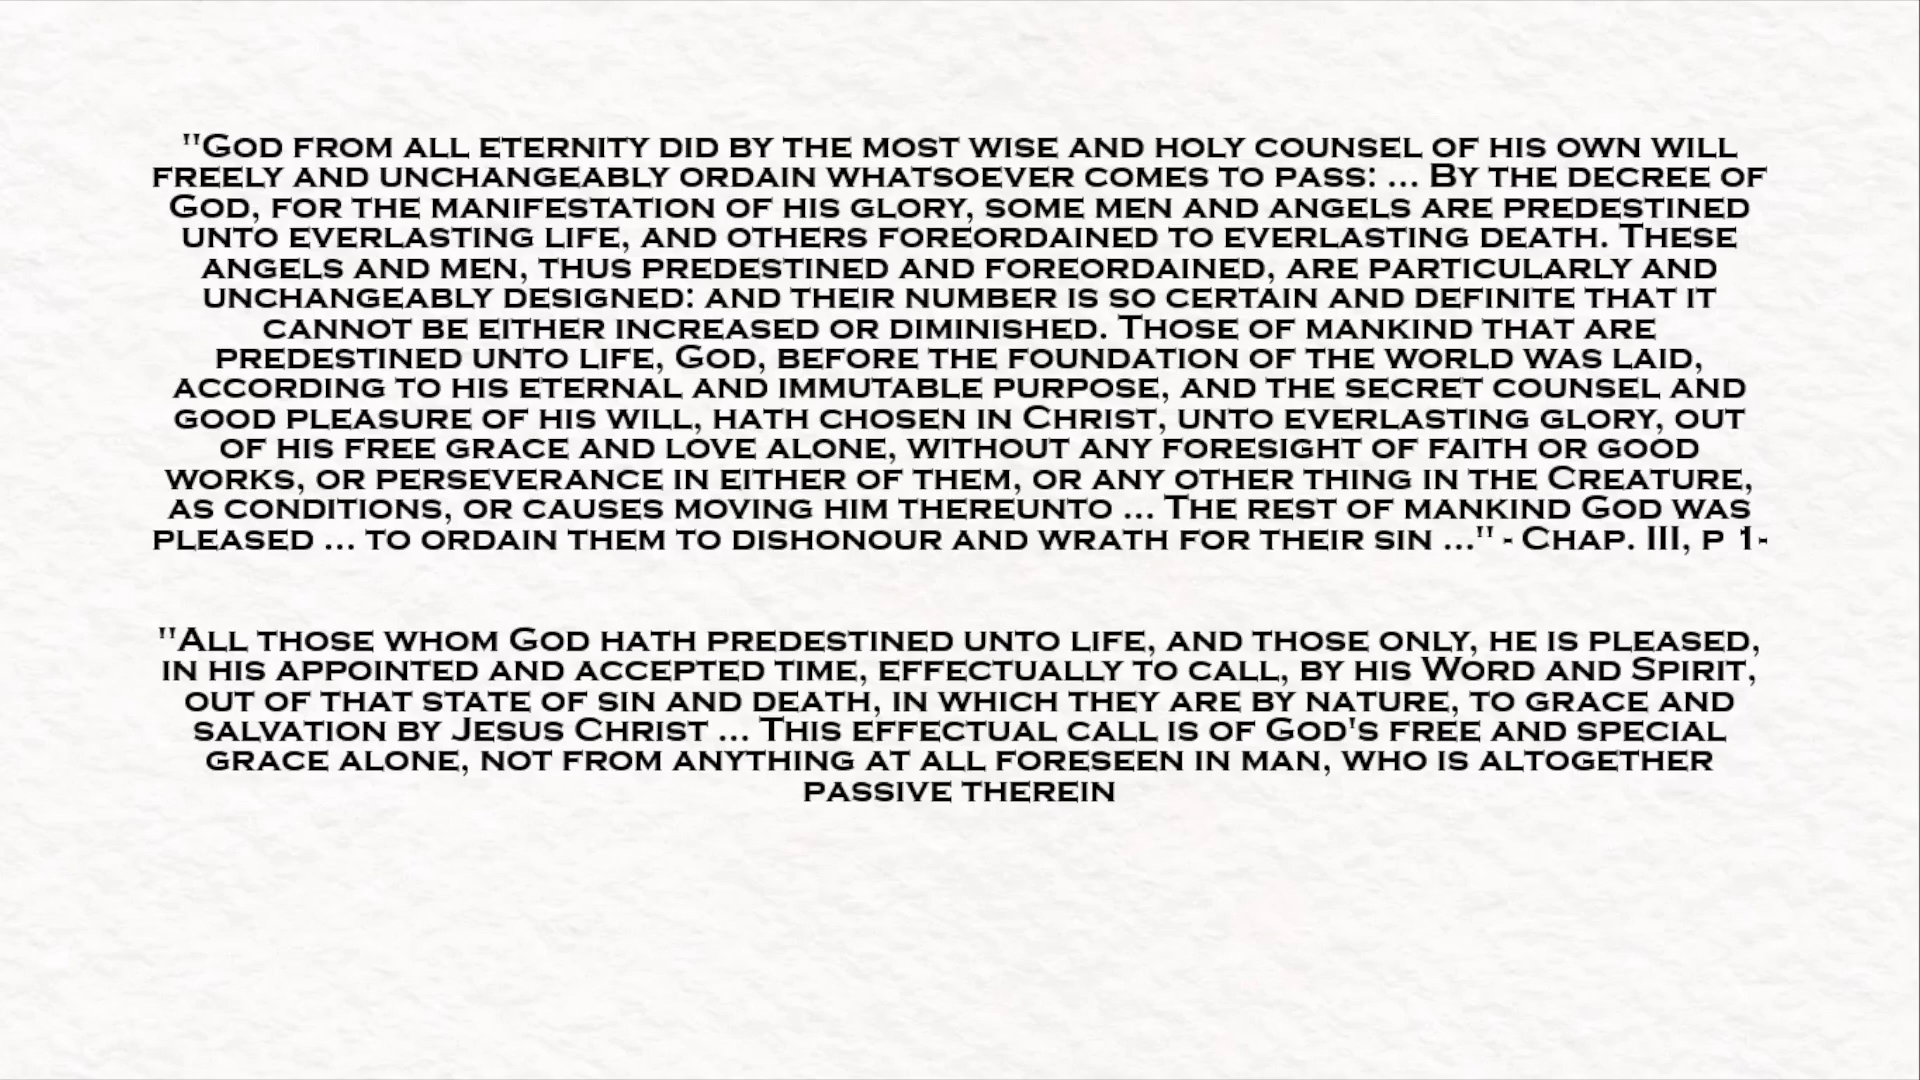 "God from all eternity did by the most wise and holy counsel of his own will
freely and unchangeably ordain whatsoever comes to pass: ... By the decree of
God, for the manifestation of his glory, some men and angels are predestined
unto everlasting life, and others foreordained to everlasting death. These
angels and men, thus predestined and foreordained, are particularly and
unchangeably designed: and their number is so certain and definite that it
cannot be either increased or diminished. Those of mankind that are
predestined unto life, God, before the foundation of the world was laid,
according to his eternal and immutable purpose, and the secret counsel and
good pleasure of his will, hath chosen in Christ, unto everlasting glory, out
of his free grace and love alone, without any foresight of faith or good
works, or perseverance in either of them, or any other thing in the Creature,
as conditions, or causes moving him thereunto ... The rest of mankind God was
pleased ... to ordain them to dishonour and wrath for their sin ..." - Chap. III, p 1-
"All those whom God hath predestined unto life, and those only, he is pleased,
in his appointed and accepted time, effectually to call, by his Word and Spirit,
out of that state of sin and death, in which they are by nature, to grace and
salvation by Jesus Christ ... This effectual call is of God's free and special
grace alone, not from anything at all foreseen in man, who is altogether
passive therein